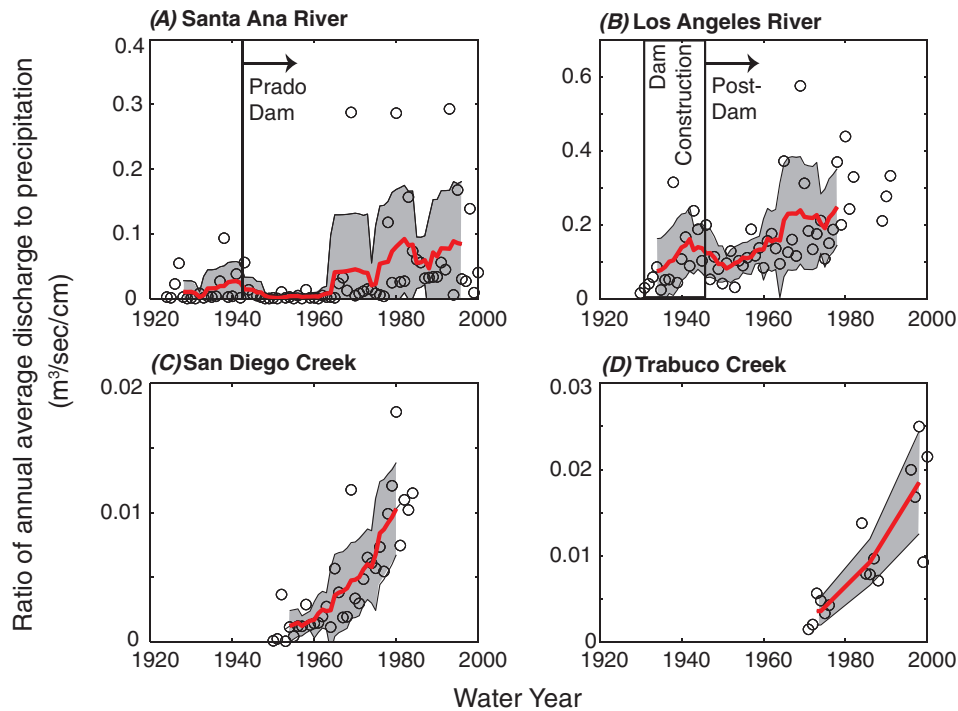 Ratio of annual average discharge to precipitation
(m³/sec/cm)
(A) Santa Ana River
0.4
0.3
0.2
0.1
0
Prado
Dam
1920
1940
1960
1980
2000
(B) Los Angeles River
0.6
0.4
0.2
0
Dam
Construction
Post-
Dam
1920
1940
1960
1980
2000
(C) San Diego Creek
0.02
0.01
0
1920
1940
1960
1980
2000
(D) Trabuco Creek
0.03
0.02
0.01
0
1920
1940
1960
1980
2000
Water Year